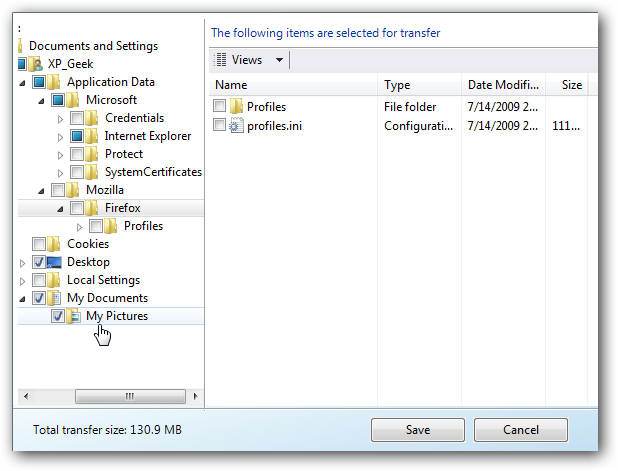 :
Documents and Settings
XP_Geek
Application Data
Microsoft
Credentials
Internet Explorer
Protect
SystemCertificates
Mozilla
Firefox
Profiles
Cookies
Desktop
Local Settings
My Documents
My Pictures
The following items are selected for transfer
Views
Name Type Date Modifi... Size
Profiles File folder 7/14/2009 2...
profiles.ini Configurati... 7/14/2009 2... 111...
Total transfer size: 130.9 MB
Save Cancel